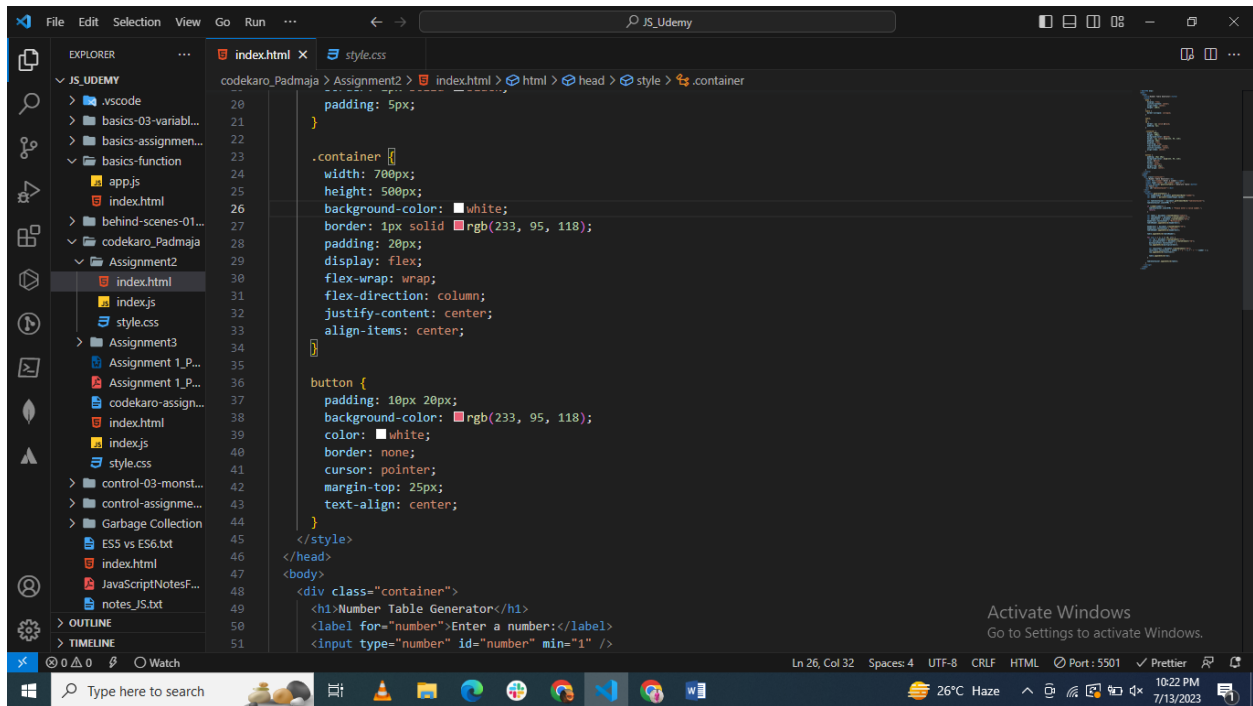 File Edit Selection View Go Run ··· JS_Udemy
EXPLORER ···
JS_UDEMY
.vscode
basics-03-variabl...
basics-assignmen...
basics-function
app.js
index.html
behind-scenes-01...
codekaro_Padmaja
Assignment2
index.html
index.js
style.css
Assignment3
Assignment 1_P...
Assignment 1_P...
codekaro-assign...
index.html
index.js
style.css
control-03-monst...
control-assignme...
Garbage Collection
ES5 vs ES6.txt
index.html
JavaScriptNotesF...
notes_JS.txt
OUTLINE
TIMELINE
index.html style.css
codekaro_Padmaja > Assignment2 > index.html > html > head > style > .container
20 padding: 5px;
21 }
22
23 .container {
24 width: 700px;
25 height: 500px;
26 background-color: white;
27 border: 1px solid rgb(233, 95, 118);
28 padding: 20px;
29 display: flex;
30 flex-wrap: wrap;
31 flex-direction: column;
32 justify-content: center;
33 align-items: center;
34 }
35
36 button {
37 padding: 10px 20px;
38 background-color: rgb(233, 95, 118);
39 color: white;
40 border: none;
41 cursor: pointer;
42 margin-top: 25px;
43 text-align: center;
44 }
45 </style>
46 </head>
47 <body>
48 <div class="container">
49 <h1>Number Table Generator</h1>
50 <label for="number">Enter a number:</label>
51 <input type="number" id="number" min="1" />
Activate Windows
Go to Settings to activate Windows.
0 0 Watch Ln 26, Col 32 Spaces: 4 UTF-8 CRLF HTML Port : 5501 Prettier
Type here to search 26°C Haze 10:22 PM
7/13/2023
1